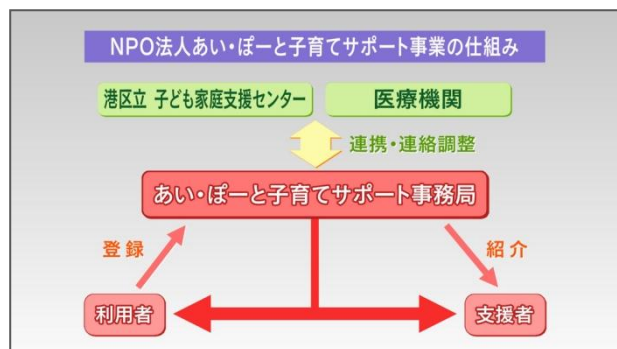 NPO法人あい・ぽーと子育てサポート事業の仕組み
港区立 子ども家庭支援センター
医療機関
連携・連絡調整
あい・ぽーと子育てサポート事務局
登録
紹介
利用者
支援者